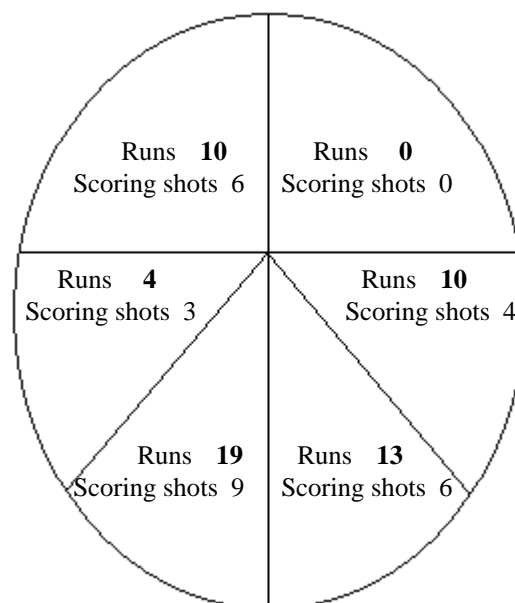 Runs 10
Scoring shots 6
Runs 0
Scoring shots 0
Runs 4
Scoring shots 3
Runs 10
Scoring shots 4
Runs 19
Scoring shots 9
Runs 13
Scoring shots 6